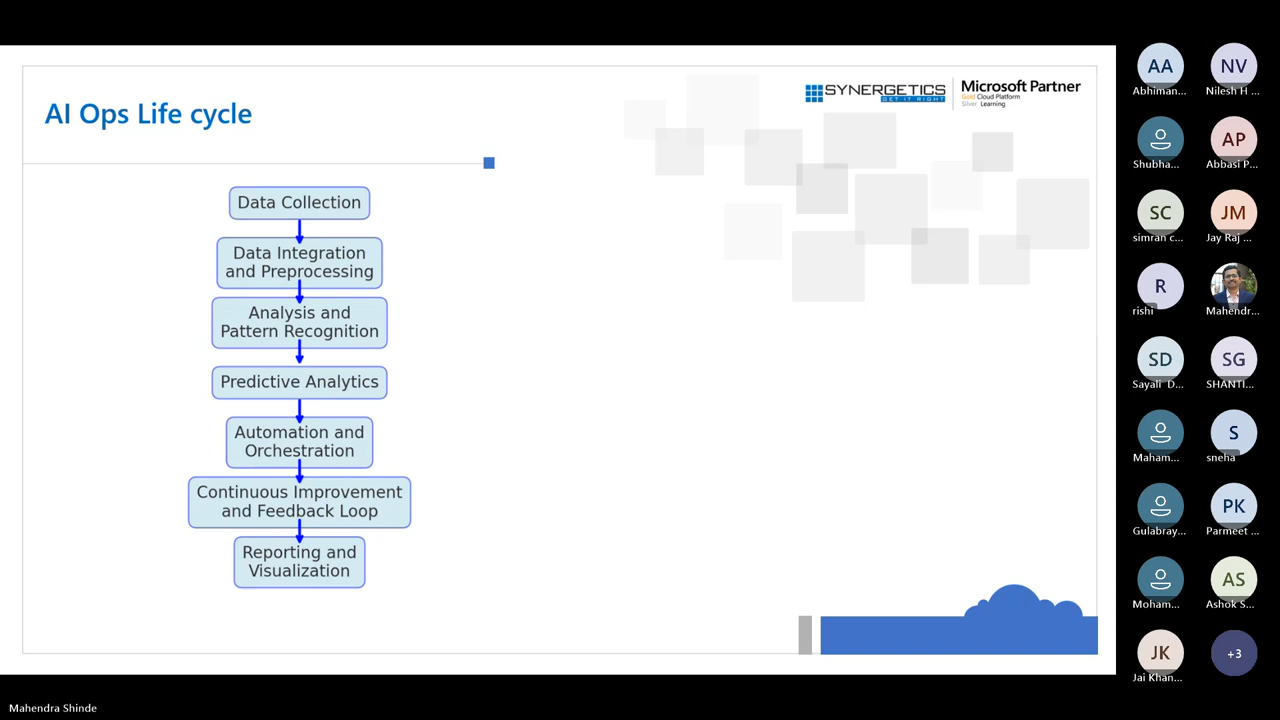 AI Ops Life cycle
SYNERGETICS
GET IT RIGHT
Microsoft Partner
Gold Cloud Platform
Silver Learning
Data Collection
Data Integration
and Preprocessing
Analysis and
Pattern Recognition
Predictive Analytics
Automation and
Orchestration
Continuous Improvement
and Feedback Loop
Reporting and
Visualization
AA
Abhiman...
NV
Nilesh H ...
Shubha...
AP
Abbasi P...
SC
simran c...
JM
Jay Raj ...
R
rishi
Mahendr...
SD
Sayali D...
SG
SHANTI...
Maham...
S
sneha
Gulabray...
PK
Parmeet ...
Moham...
AS
Ashok S...
JK
Jai Khan...
+3
Mahendra Shinde